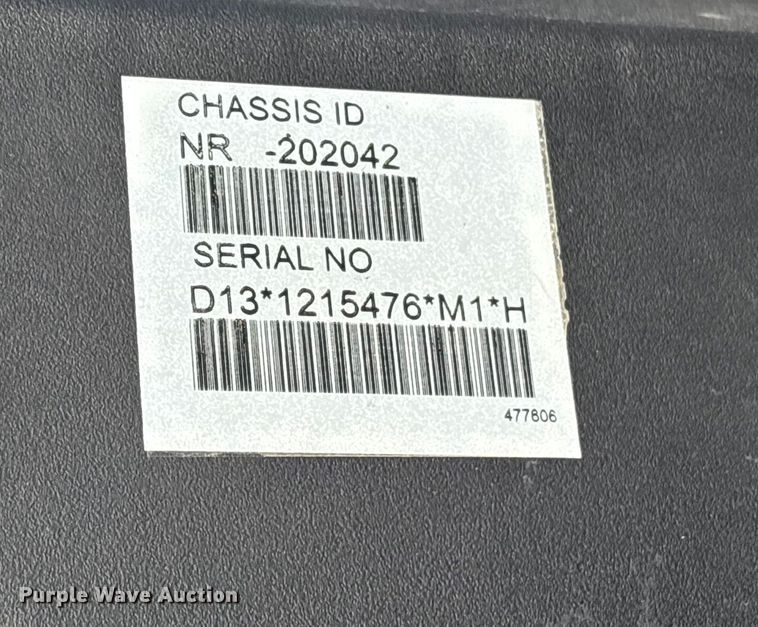 CHASSIS ID
NR -202042
SERIAL NO
D13*1215476*M1*H
477606
Purple Wave Auction